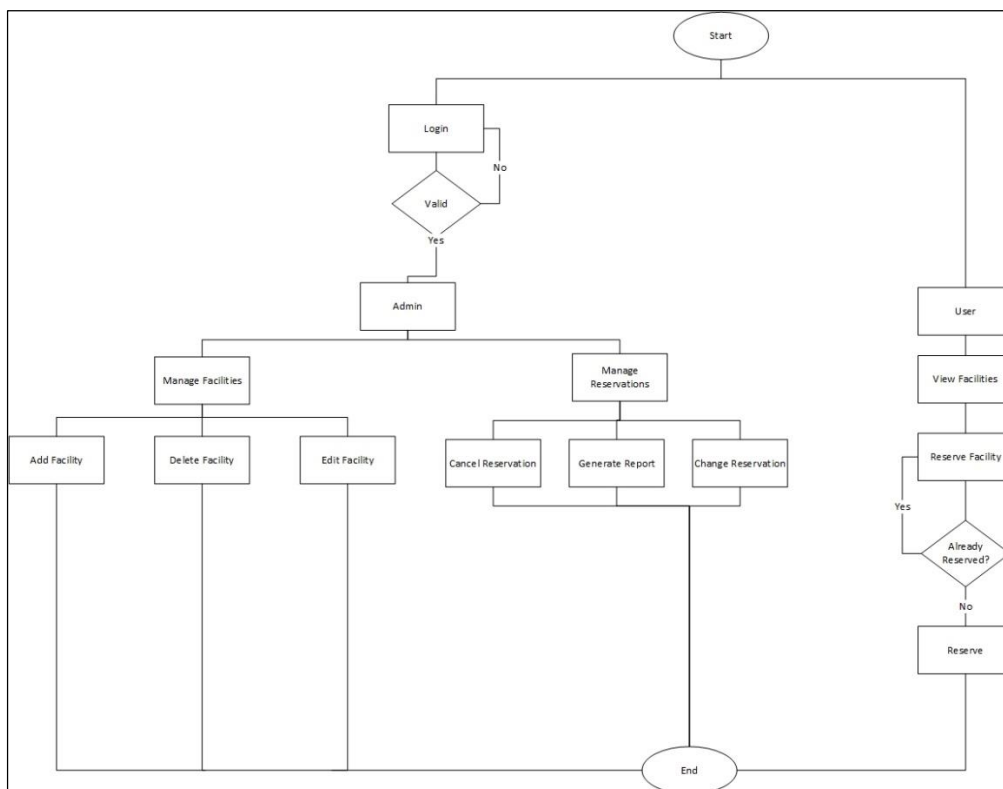 Start
Login
No
Valid
Yes
Admin
User
Manage Facilities
Manage
Reservations
View Facilities
Add Facility
Delete Facility
Edit Facility
Cancel Reservation
Generate Report
Change Reservation
Reserve Facility
Yes
Already
Reserved?
No
Reserve
End